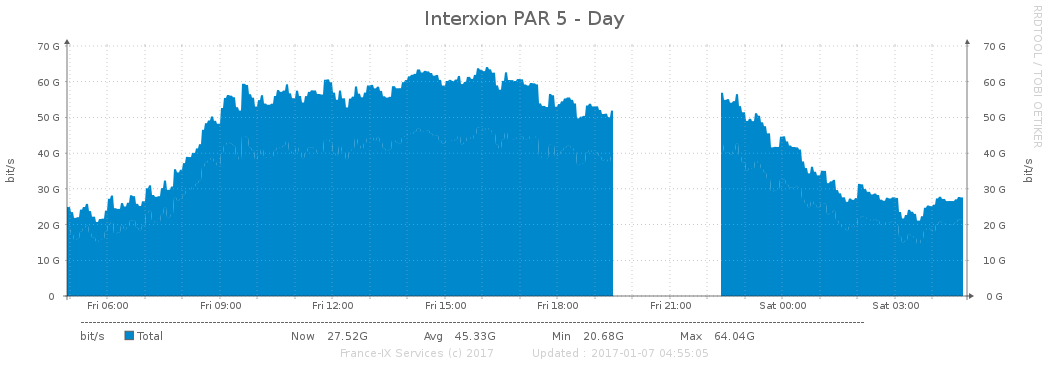 Interxion PAR 5 - Day
RRDTOOL / TOBI OETIKER
70 G 70 G
60 G 60 G
50 G 50 G
40 G 40 G
30 G 30 G
20 G 20 G
10 G 10 G
0 0 G
bit/s bit/s
Fri 06:00 Fri 09:00 Fri 12:00 Fri 15:00 Fri 18:00 Fri 21:00 Sat 00:00 Sat 03:00
bit/s Total Now 27.52G Avg 45.33G Min 20.68G Max 64.04G
France-IX Services (c) 2017 Updated : 2017-01-07 04:55:05